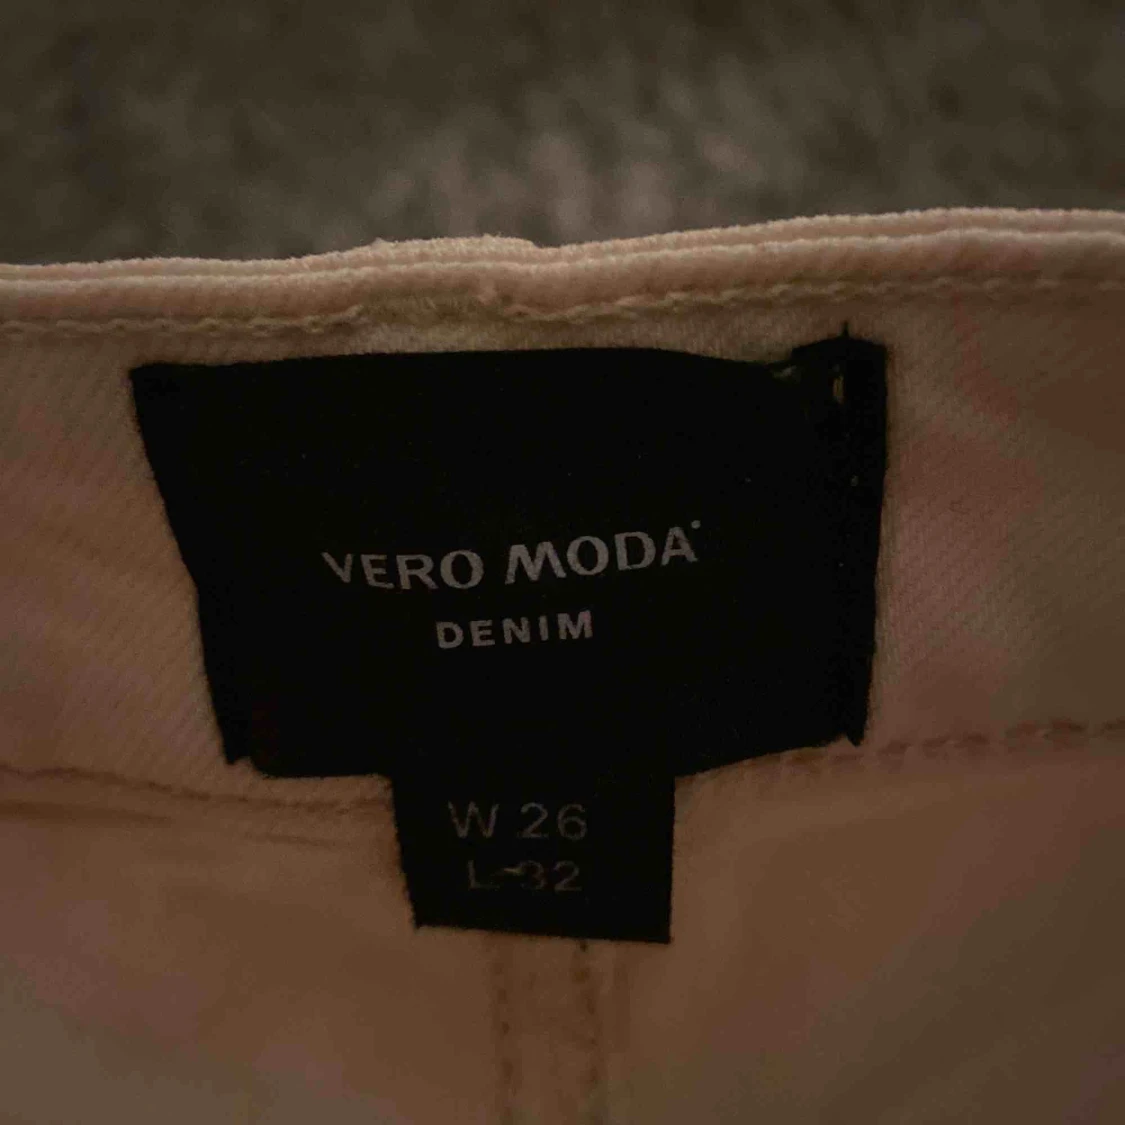 VERO MODA
DENIM
W 26
L 32